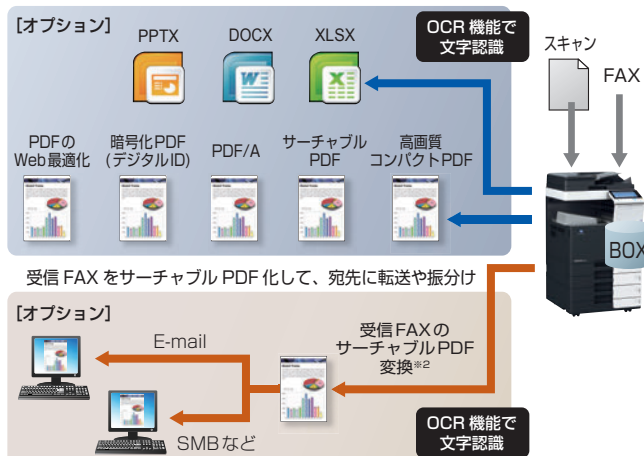 [オプション]
PPTX
DOCX
XLSX
OCR 機能で
文字認識
スキャン
FAX
PDFの
Web最適化
暗号化PDF
(デジタルID)
PDF/A
サーチャブル
PDF
高画質
コンパクトPDF
BOX
受信 FAX をサーチャブル PDF 化して、宛先に転送や振分け
[オプション]
E-mail
受信FAXの
サーチャブルPDF
変換※2
SMBなど
OCR 機能で
文字認識